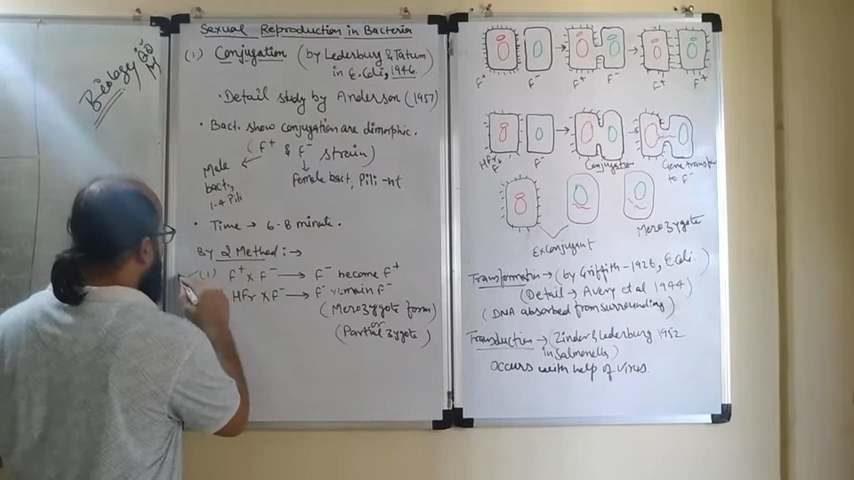 Biology
Sexual Reproduction in Bacteria
(1) Conjugation (by Lederburg & Tatum
in E.Coli, 1946.)
• Detail study by Anderson (1957)
• Bact. show conjugation are dimorphic.
(F+ & F- strain)
Male
bact,
1-4 Pili
Female bact, Pili -nt
• Time → 6-8 minute.
By 2 Method :→
(1) F+ x F- → F- become F+
HFr x F- → F- remain F-
(Merozygote form)
or
(Partial zygote)
F+ F- F+ F- F+ F+
HFr F- Conjugation Gene transfer
to F-
Exconjugant
Merozygote
Transformation → (by Griffith-1928, E.Coli.)
(Detail → Avery et al 1944)
(DNA absorbed from surrounding)
Transduction → (Zinder & Lederburg 1952
in Salmonella)
Occurs with help of Virus.